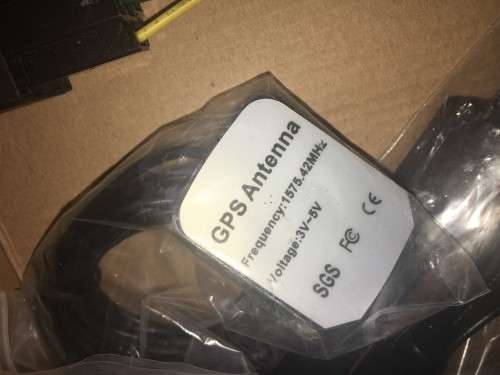 GPS Antenna
Frequency:1575.42MHz
Voltage:3V~5V
SGS FC CE